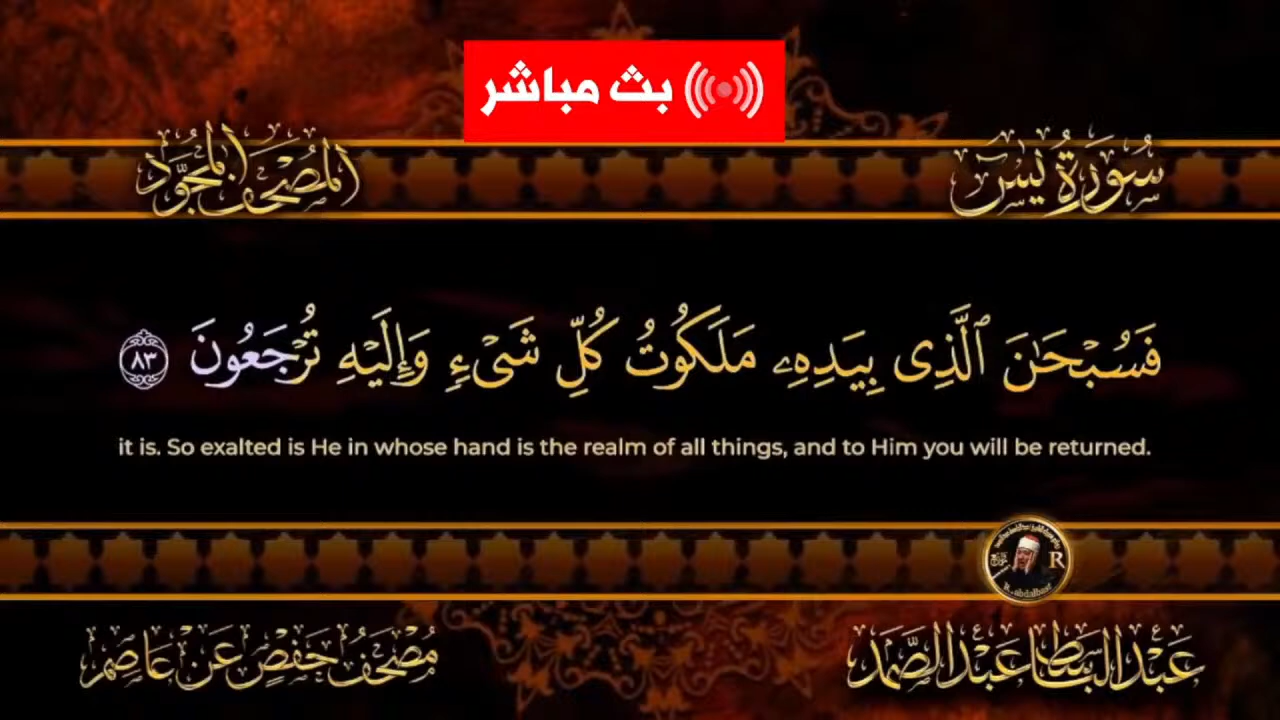 بث مباشر
سورة يس
المصحف المجود
فَسُبْحَٰنَ ٱلَّذِى بِيَدِهِۦ مَلَكُوتُ كُلِّ شَىْءٍ وَإِلَيْهِ تُرْجَعُونَ ٨٣
it is. So exalted is He in whose hand is the realm of all things, and to Him you will be returned.
R
عبد الباسط عبد الصمد
مصحف حفص عن عاصم